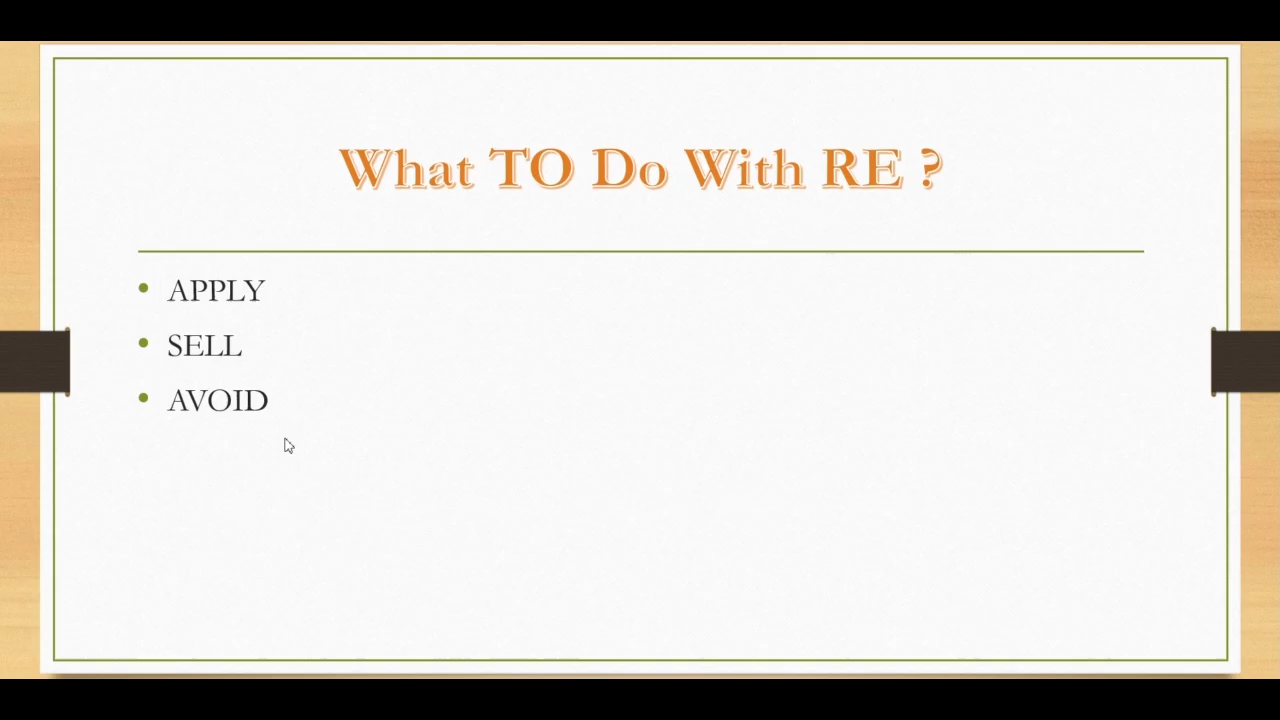 What TO Do With RE ?
• APPLY
• SELL
• AVOID